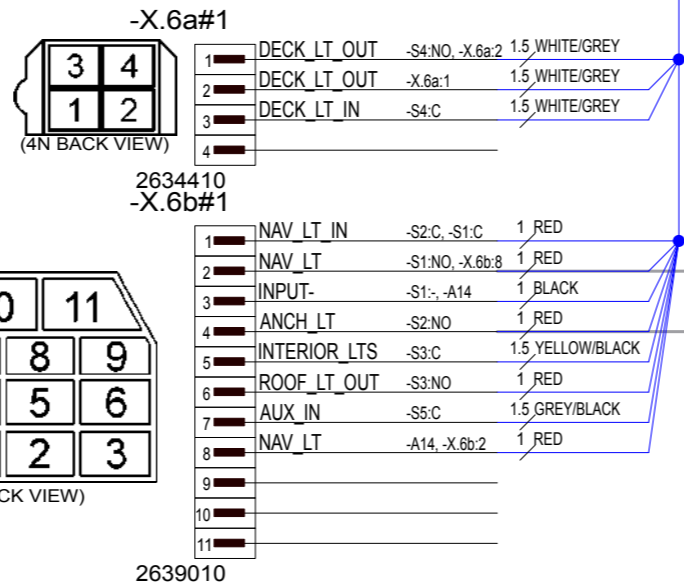 -X.6a#1
3 4
1 2
(4N BACK VIEW)
1 DECK_LT_OUT -S4:NO, -X.6a:2 1.5 WHITE/GREY
2 DECK_LT_OUT -X.6a:1 1.5 WHITE/GREY
3 DECK_LT_IN -S4:C 1.5 WHITE/GREY
4
2634410
-X.6b#1
0 11
8 9
5 6
2 3
CK VIEW)
1 NAV_LT_IN -S2:C, -S1:C 1 RED
2 NAV_LT -S1:NO, -X.6b:8 1 RED
3 INPUT- -S1:-, -A14 1 BLACK
4 ANCH_LT -S2:NO 1 RED
5 INTERIOR_LTS -S3:C 1.5 YELLOW/BLACK
6 ROOF_LT_OUT -S3:NO 1 RED
7 AUX_IN -S5:C 1.5 GREY/BLACK
8 NAV_LT -A14, -X.6b:2 1 RED
9
10
11
2639010